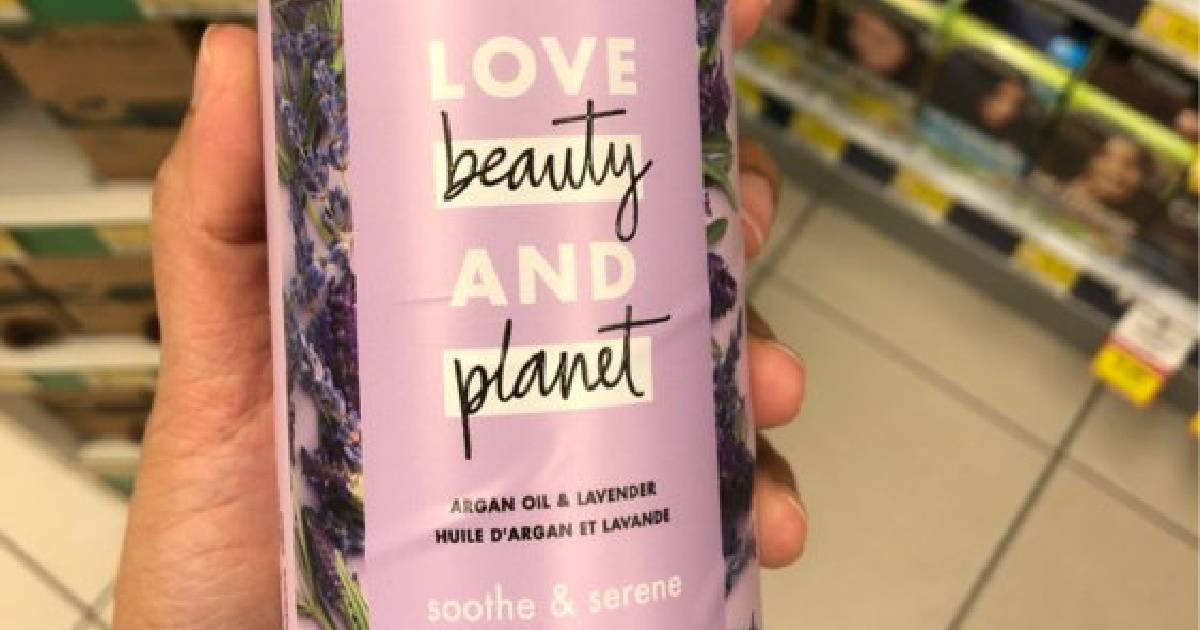 LOVE
beauty
AND
planet
ARGAN OIL & LAVENDER
HUILE D'ARGAN ET LAVANDE
soothe & serene